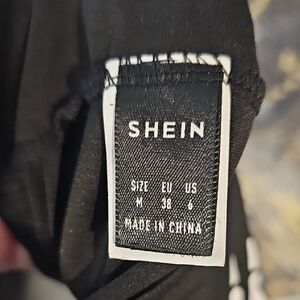 SHEIN
SIZE EU US
M 38 6
MADE IN CHINA